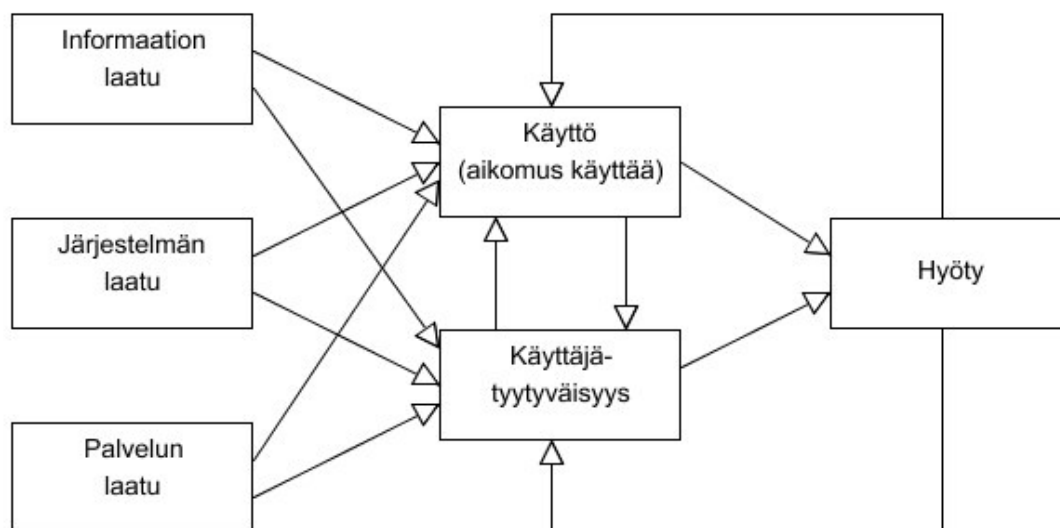 Informaation
laatu
Järjestelmän
laatu
Palvelun
laatu
Käyttö
(aikomus käyttää)
Käyttäjä-
tyytyväisyys
Hyöty